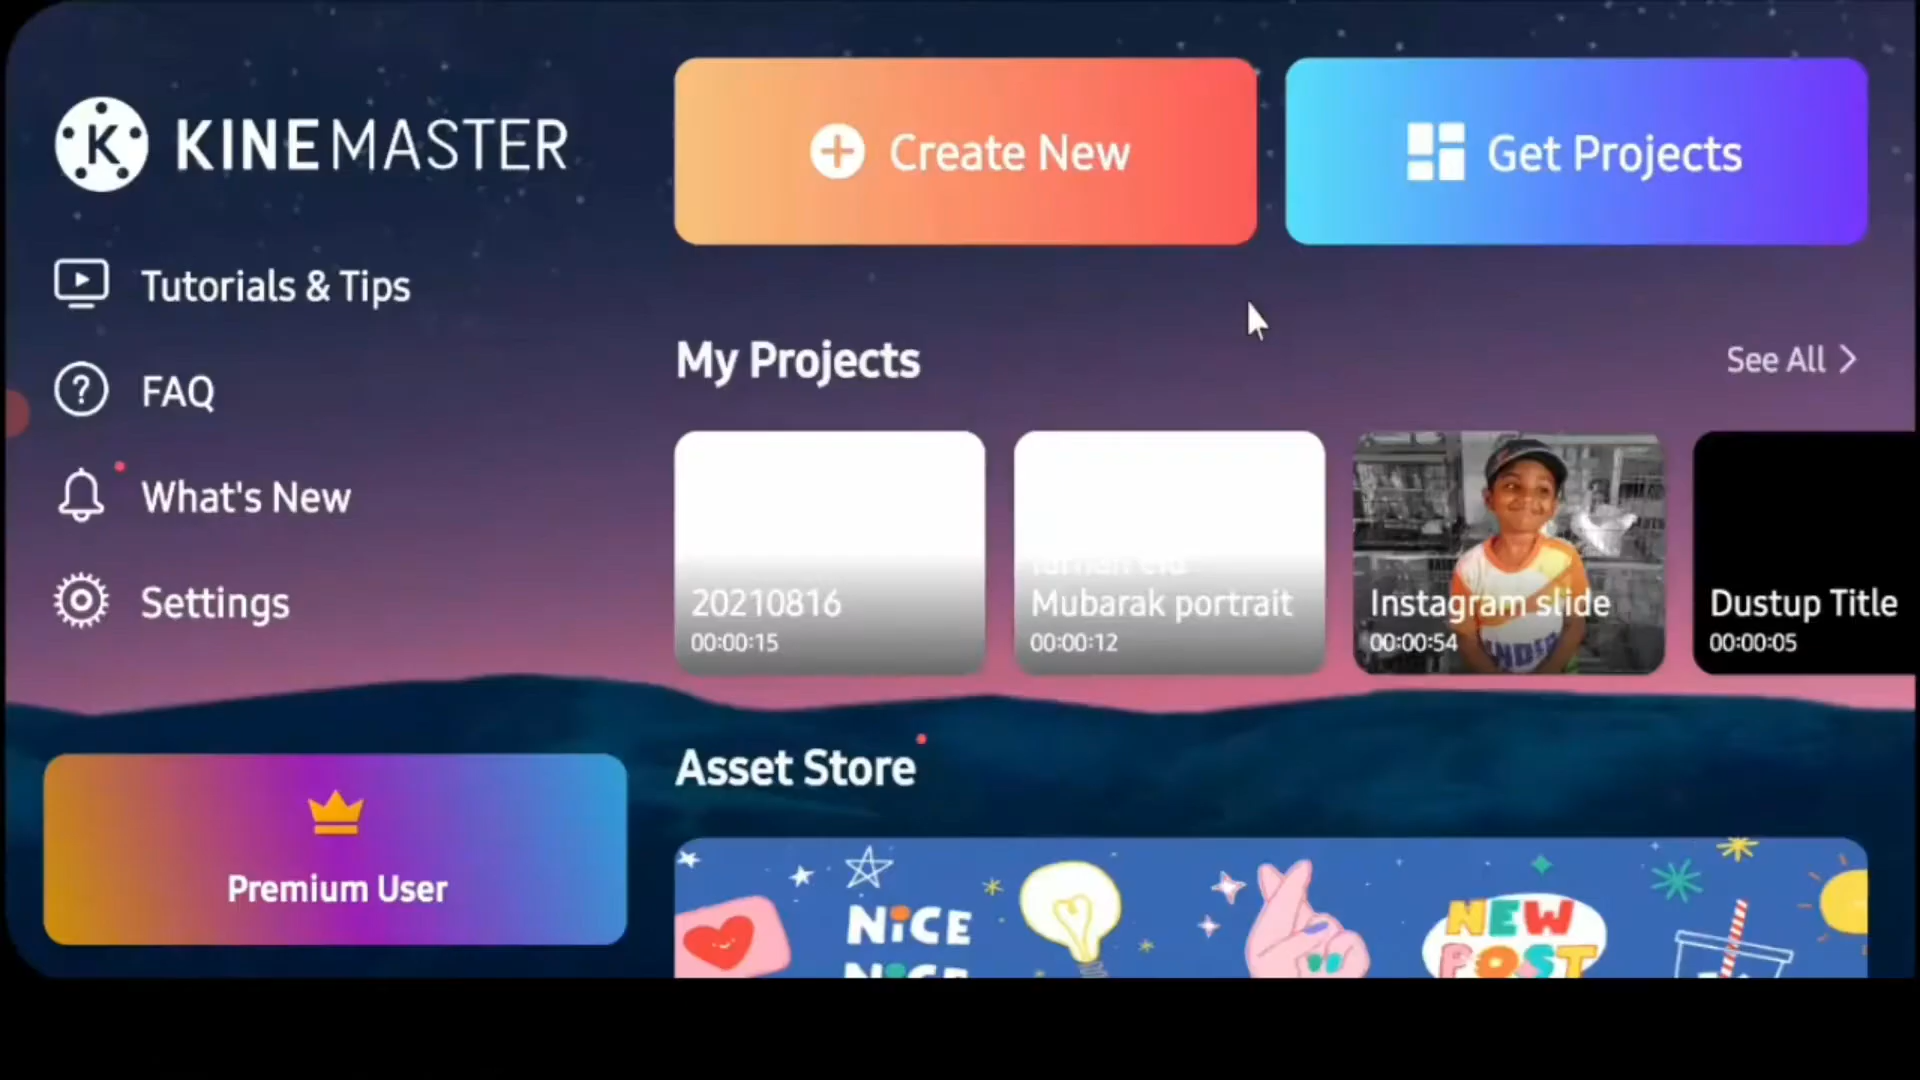 K KINEMASTER
Create New
Get Projects
Tutorials & Tips
FAQ
What's New
Settings
My Projects
See All
20210816
00:00:15
Mubarak portrait
00:00:12
Instagram slide
00:00:54
Dustup Title
00:00:05
Premium User
Asset Store
NiCE
NEW
POST